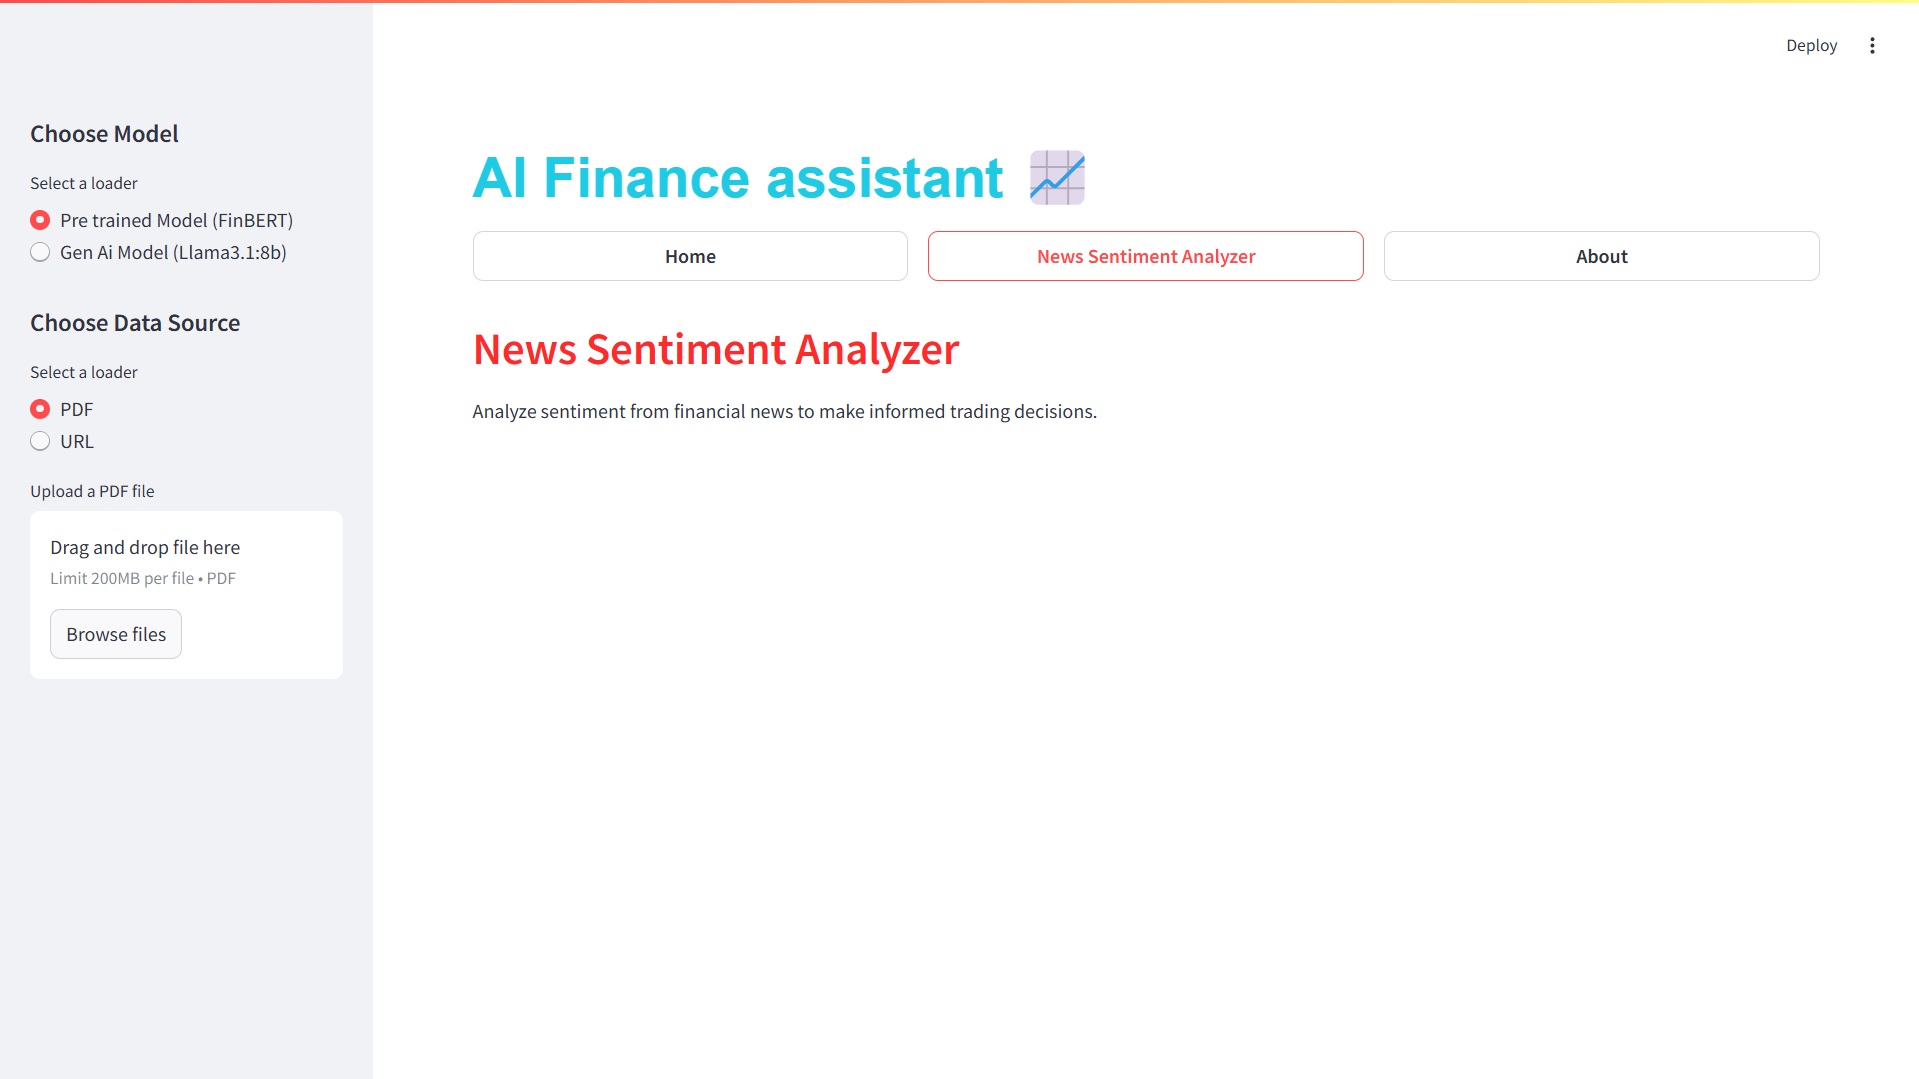 Deploy
Choose Model
Select a loader
Pre trained Model (FinBERT)
Gen Ai Model (Llama3.1:8b)
Choose Data Source
Select a loader
PDF
URL
Upload a PDF file
Drag and drop file here
Limit 200MB per file • PDF
Browse files
AI Finance assistant
Home
News Sentiment Analyzer
About
News Sentiment Analyzer
Analyze sentiment from financial news to make informed trading decisions.